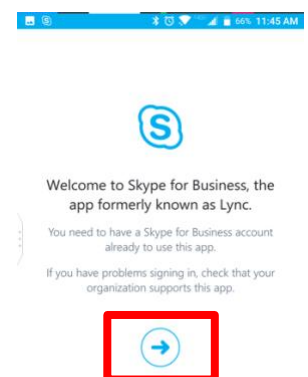 66% 11:45 AM
S
Welcome to Skype for Business, the
app formerly known as Lync.
You need to have a Skype for Business account
already to use this app.
If you have problems signing in, check that your
organization supports this app.